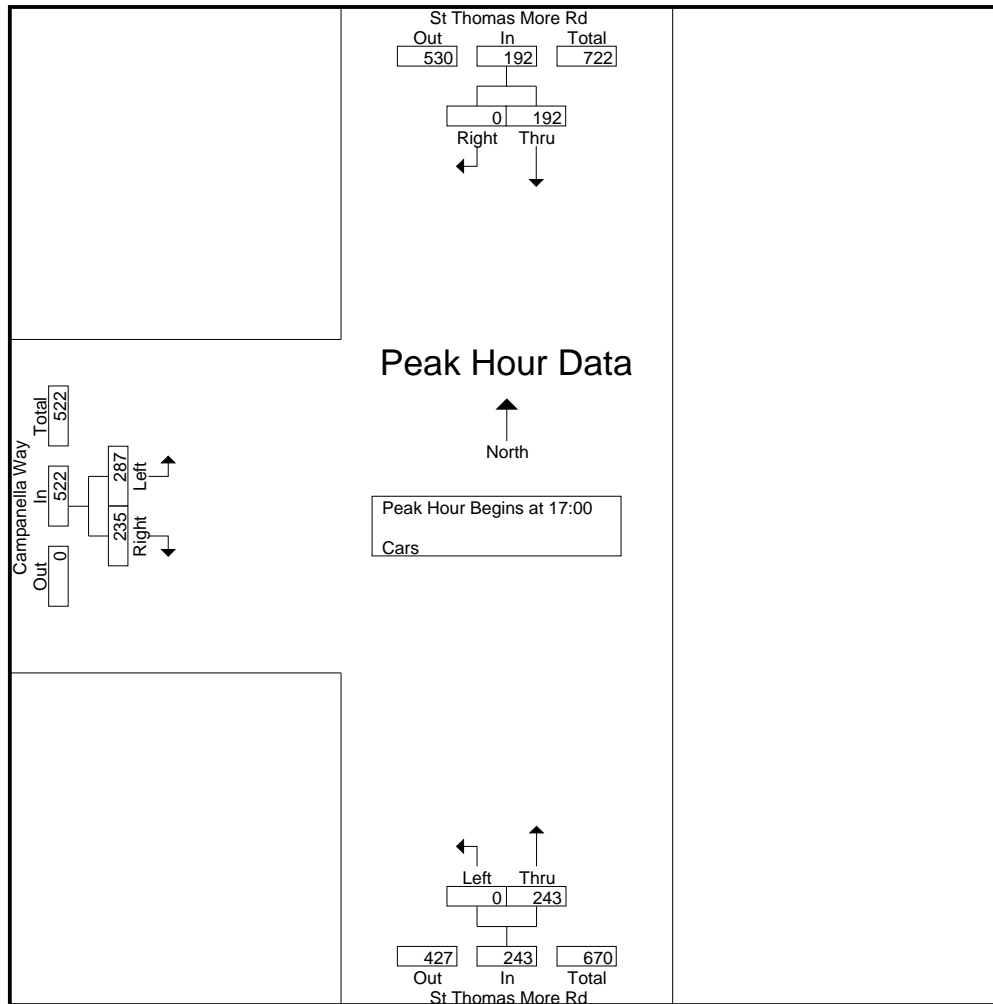 St Thomas More Rd
Out In Total
530 192 722
0 192
Right Thru
Peak Hour Data
North
Peak Hour Begins at 17:00
Cars
Campanella Way
Out In Total
0 522 522
235 287
Right Left
Left Thru
0 243
427 243 670
Out In Total
St Thomas More Rd